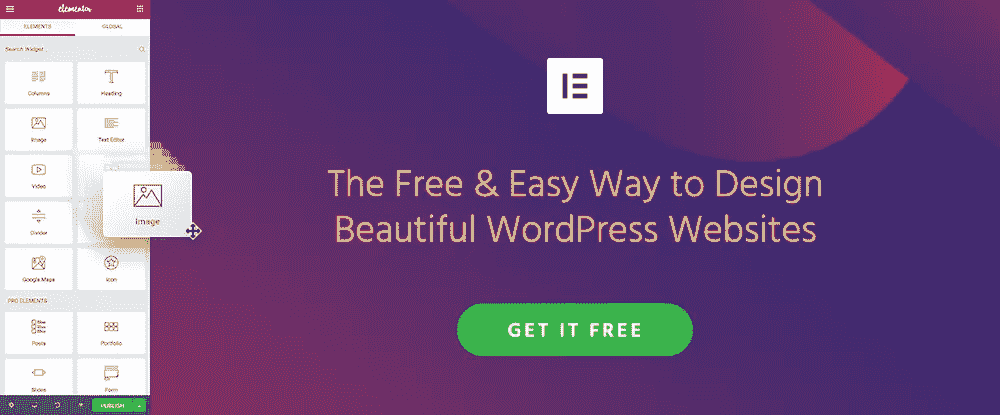 elementor
ELEMENTS GLOBAL
Search Widget
Columns Heading
Image Text Editor
Video
Image
Divider
Google Maps Icon
PRO ELEMENTS
Posts Portfolio
Slides Form
PUBLISH
The Free & Easy Way to Design
Beautiful WordPress Websites
GET IT FREE